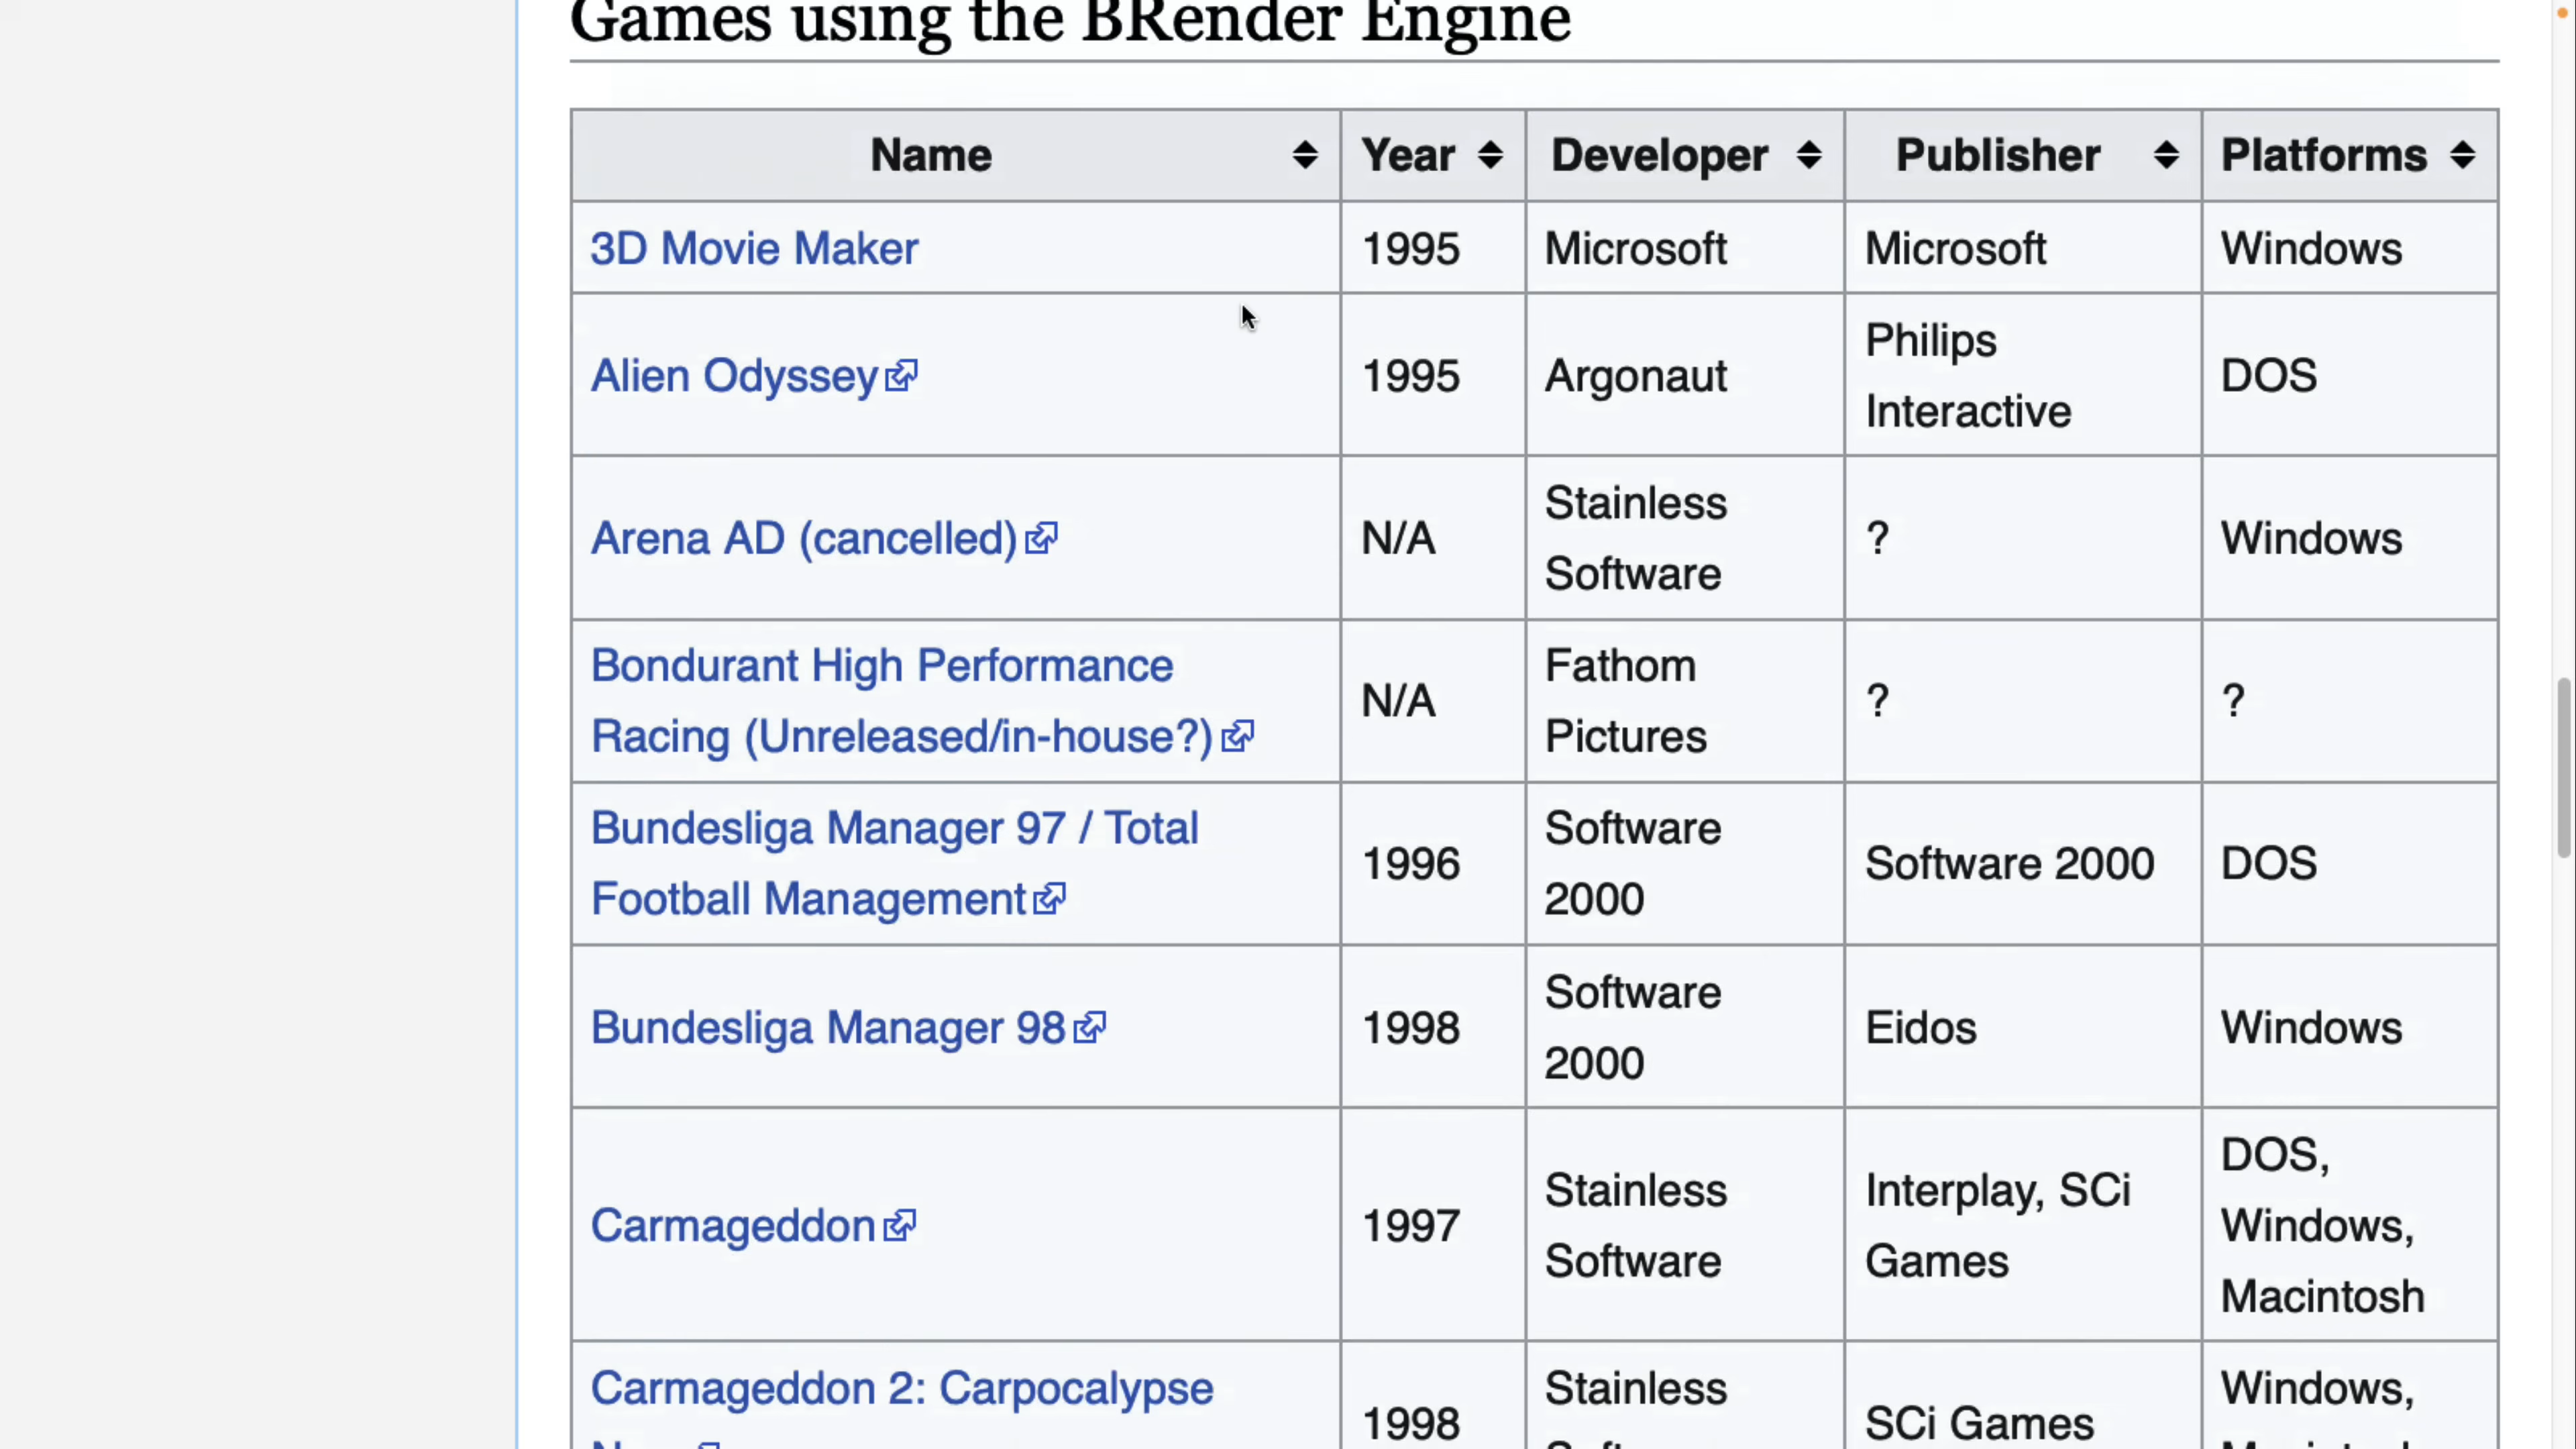 Games using the BRender Engine
Name Year Developer Publisher Platforms
3D Movie Maker 1995 Microsoft Microsoft Windows
Alien Odyssey 1995 Argonaut Philips
Interactive DOS
Arena AD (cancelled) N/A Stainless
Software ? Windows
Bondurant High Performance
Racing (Unreleased/in-house?) N/A Fathom
Pictures ? ?
Bundesliga Manager 97 / Total
Football Management 1996 Software
2000 Software 2000 DOS
Bundesliga Manager 98 1998 Software
2000 Eidos Windows
Carmageddon 1997 Stainless
Software Interplay, SCi
Games DOS,
Windows,
Macintosh
Carmageddon 2: Carpocalypse 1998 Stainless SCi Games Windows,